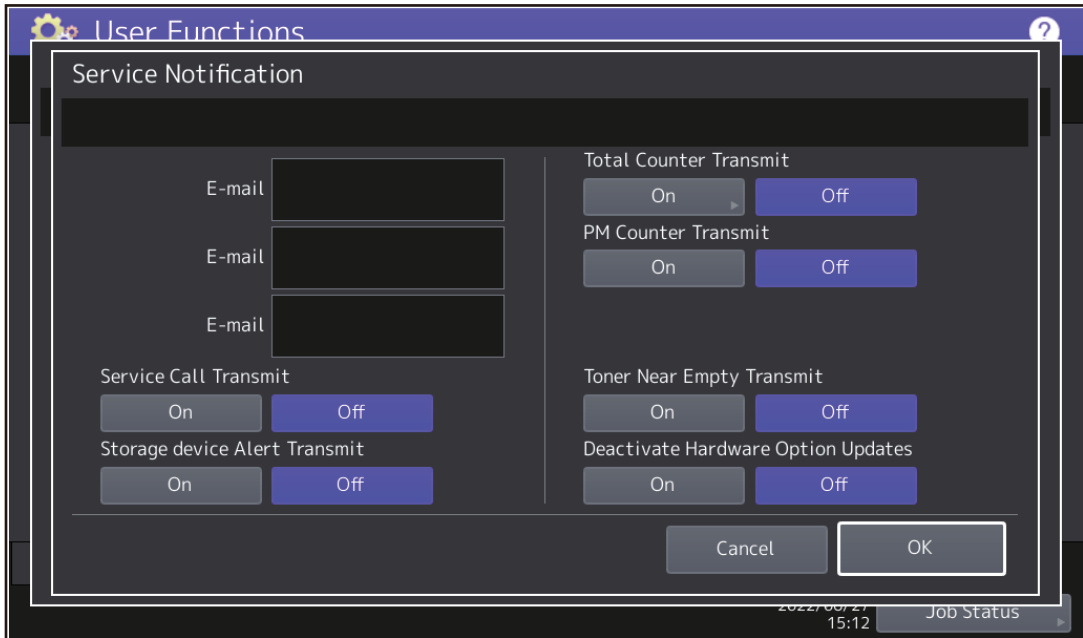 User Functions
?
Service Notification
E-mail
E-mail
E-mail
Service Call Transmit
On Off
Storage device Alert Transmit
On Off
Total Counter Transmit
On Off
PM Counter Transmit
On Off
Toner Near Empty Transmit
On Off
Deactivate Hardware Option Updates
On Off
Cancel OK
15:12
Job Status